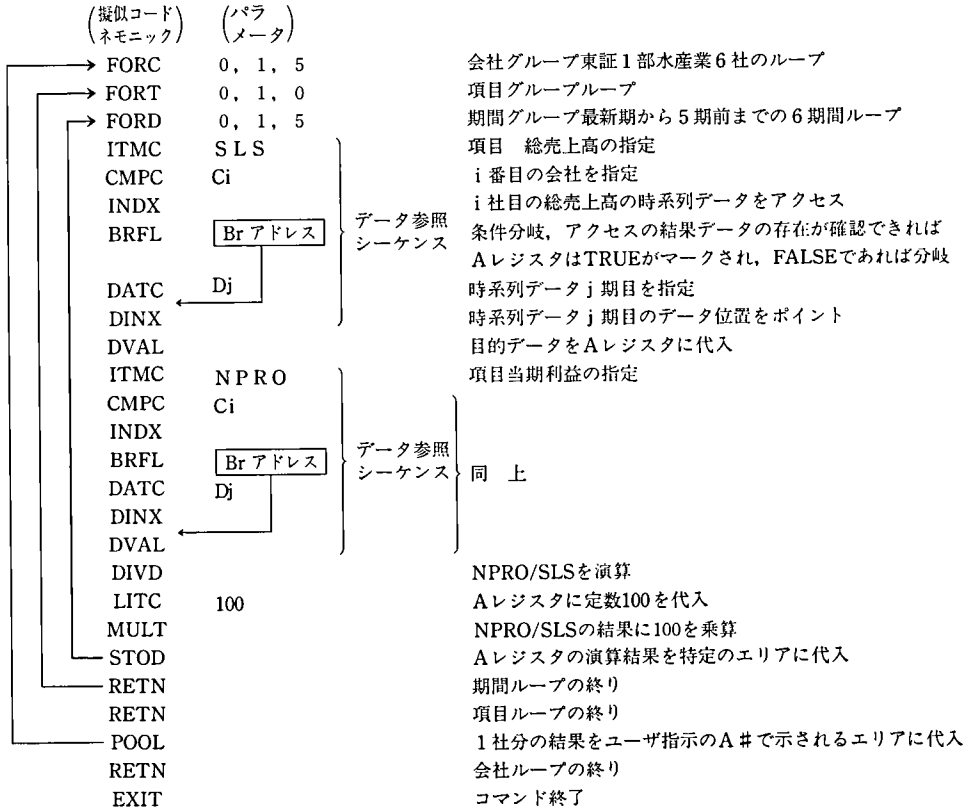 (擬似コード
ネモニック)
(パラ
メータ)
FORC 0, 1, 5 会社グループ東証1部水産業6社のループ
FORT 0, 1, 0 項目グループループ
FORD 0, 1, 5 期間グループ最新期から5期前までの6期間ループ
ITMC SLS 項目 総売上高の指定
CMPC Ci i番目の会社を指定
INDX i社目の総売上高の時系列データをアクセス
データ参照
シーケンス
BRFL Br アドレス 条件分岐,アクセスの結果データの存在が確認できれば
AレジスタはTRUEがマークされ,FALSEであれば分岐
DATC Dj 時系列データj期目を指定
DINX 時系列データj期目のデータ位置をポイント
DVAL 目的データをAレジスタに代入
ITMC NPRO 項目当期利益の指定
CMPC Ci
INDX
データ参照
シーケンス
BRFL Br アドレス
同 上
DATC Dj
DINX
DVAL
DIVD NPRO/SLSを演算
LITC 100 Aレジスタに定数100を代入
MULT NPRO/SLSの結果に100を乗算
STOD Aレジスタの演算結果を特定のエリアに代入
RETN 期間ループの終り
RETN 項目ループの終り
POOL 1社分の結果をユーザ指示のA#で示されるエリアに代入
RETN 会社ループの終り
EXIT コマンド終了